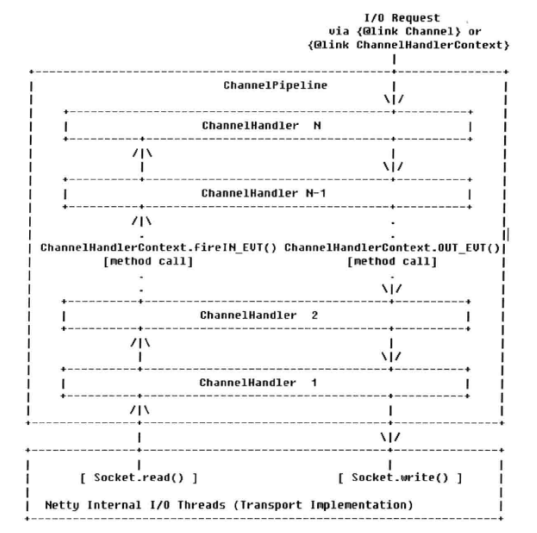 I/O Request
via {@link Channel} or
{@link ChannelHandlerContext}
ChannelPipeline
ChannelHandler N
ChannelHandler N-1
ChannelHandlerContext.fireIN_EVT() ChannelHandlerContext.OUT_EVT()
[method call] [method call]
ChannelHandler 2
ChannelHandler 1
[ Socket.read() ] [ Socket.write() ]
Netty Internal I/O Threads (Transport Implementation)